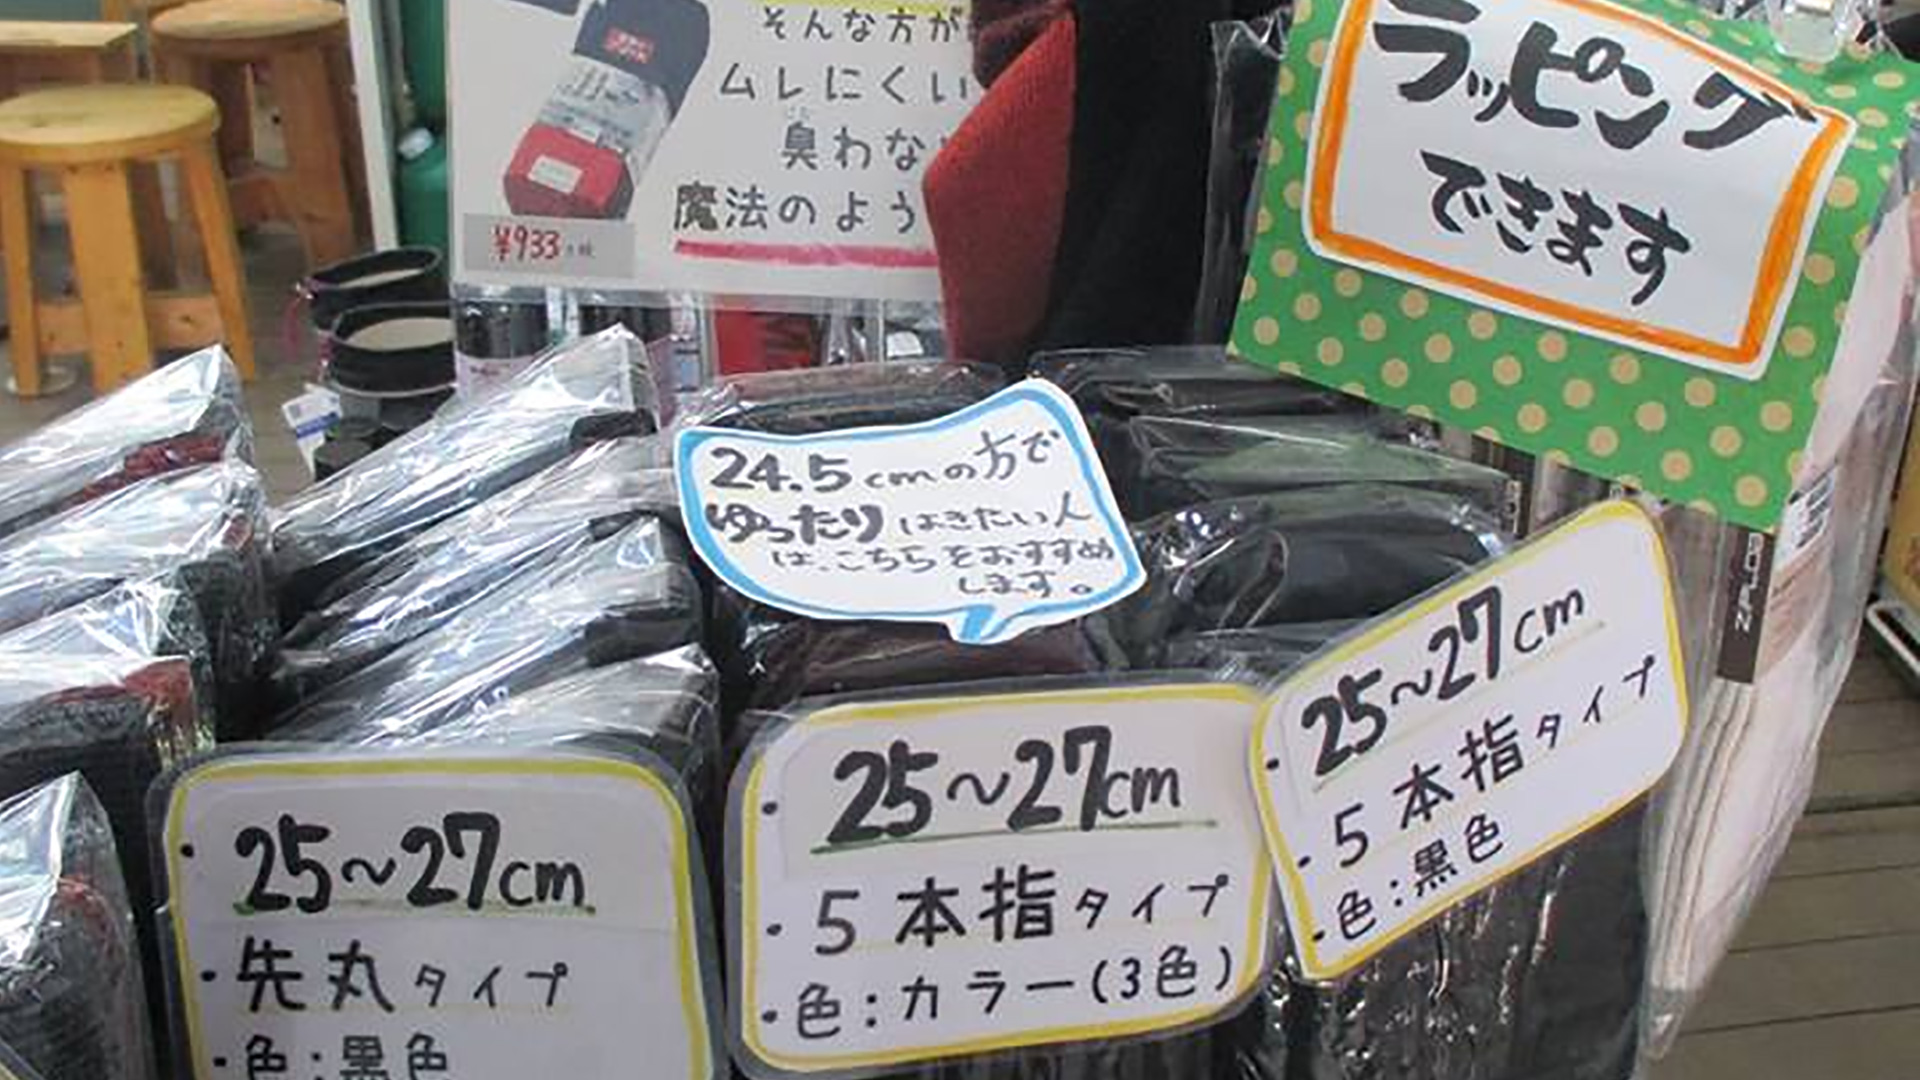 そんな方が
ムレにくい
臭わな
魔法のよう
¥933
ラッピング
できます
24.5cmの方で
ゆったりはきたい人
は、こちらをおすすめ
します。
・25~27cm
・先丸タイプ
・色:黒色
・25~27cm
・5本指タイプ
・色:カラー(3色)
・25~27cm
・5本指タイプ
・色:黒色